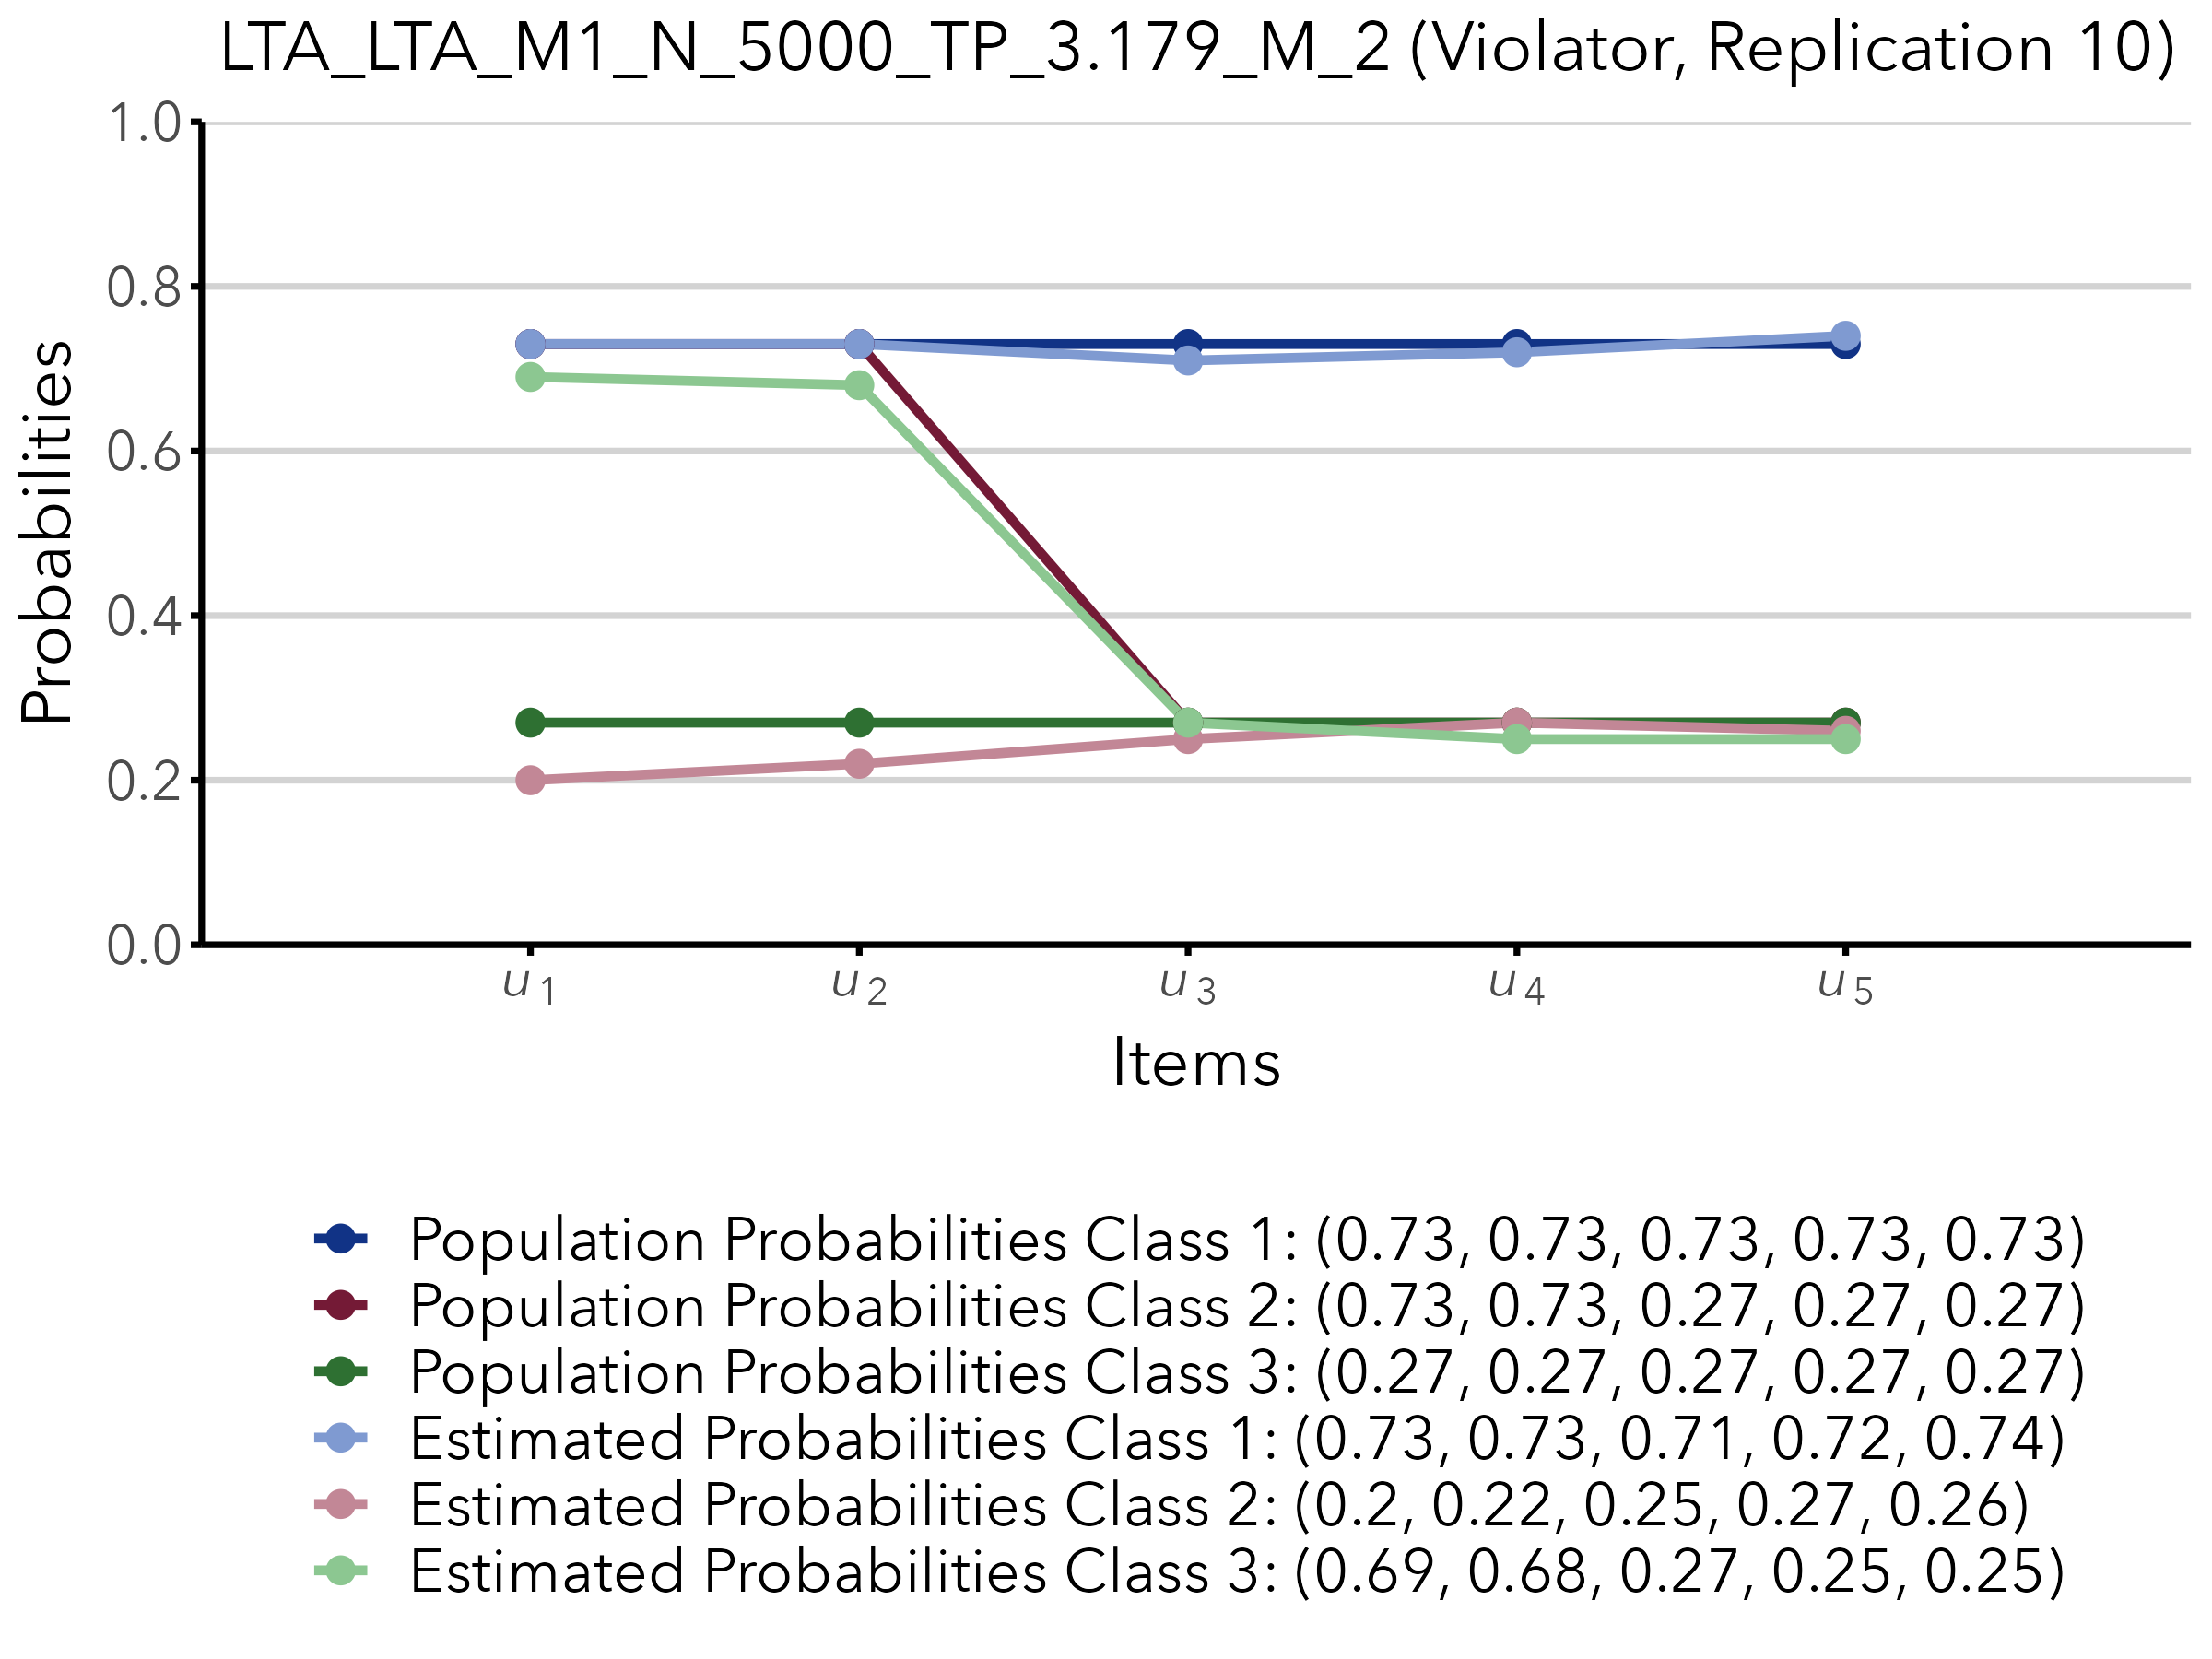 LTA_LTA_M1_N_5000_TP_3.179_M_2 (Violator, Replication 10)
1.0
0.8
0.6
0.4
0.2
0.0
Probabilities
u1 u2 u3 u4 u5
Items
Population Probabilities Class 1: (0.73, 0.73, 0.73, 0.73, 0.73)
Population Probabilities Class 2: (0.73, 0.73, 0.27, 0.27, 0.27)
Population Probabilities Class 3: (0.27, 0.27, 0.27, 0.27, 0.27)
Estimated Probabilities Class 1: (0.73, 0.73, 0.71, 0.72, 0.74)
Estimated Probabilities Class 2: (0.2, 0.22, 0.25, 0.27, 0.26)
Estimated Probabilities Class 3: (0.69, 0.68, 0.27, 0.25, 0.25)